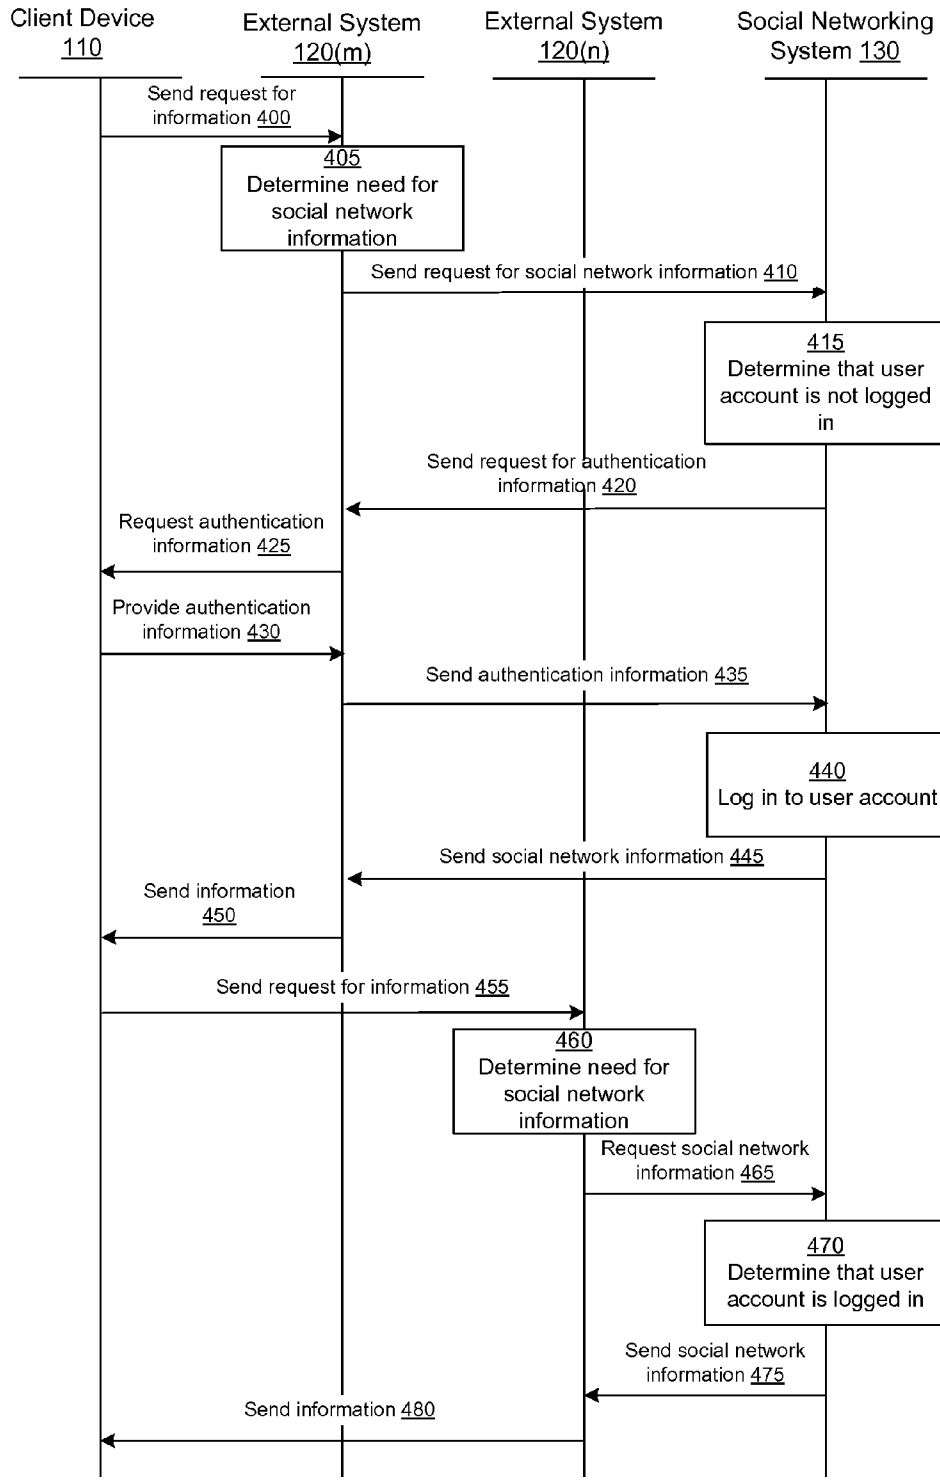 Client Device
110
External System
120(m)
External System
120(n)
Social Networking
System 130
Send request for
information 400
405
Determine need for
social network
information
Send request for social network information 410
415
Determine that user
account is not logged
in
Send request for authentication
information 420
Request authentication
information 425
Provide authentication
information 430
Send authentication information 435
440
Log in to user account
Send social network information 445
Send information
450
Send request for information 455
460
Determine need for
social network
information
Request social network
information 465
470
Determine that user
account is logged in
Send social network
information 475
Send information 480